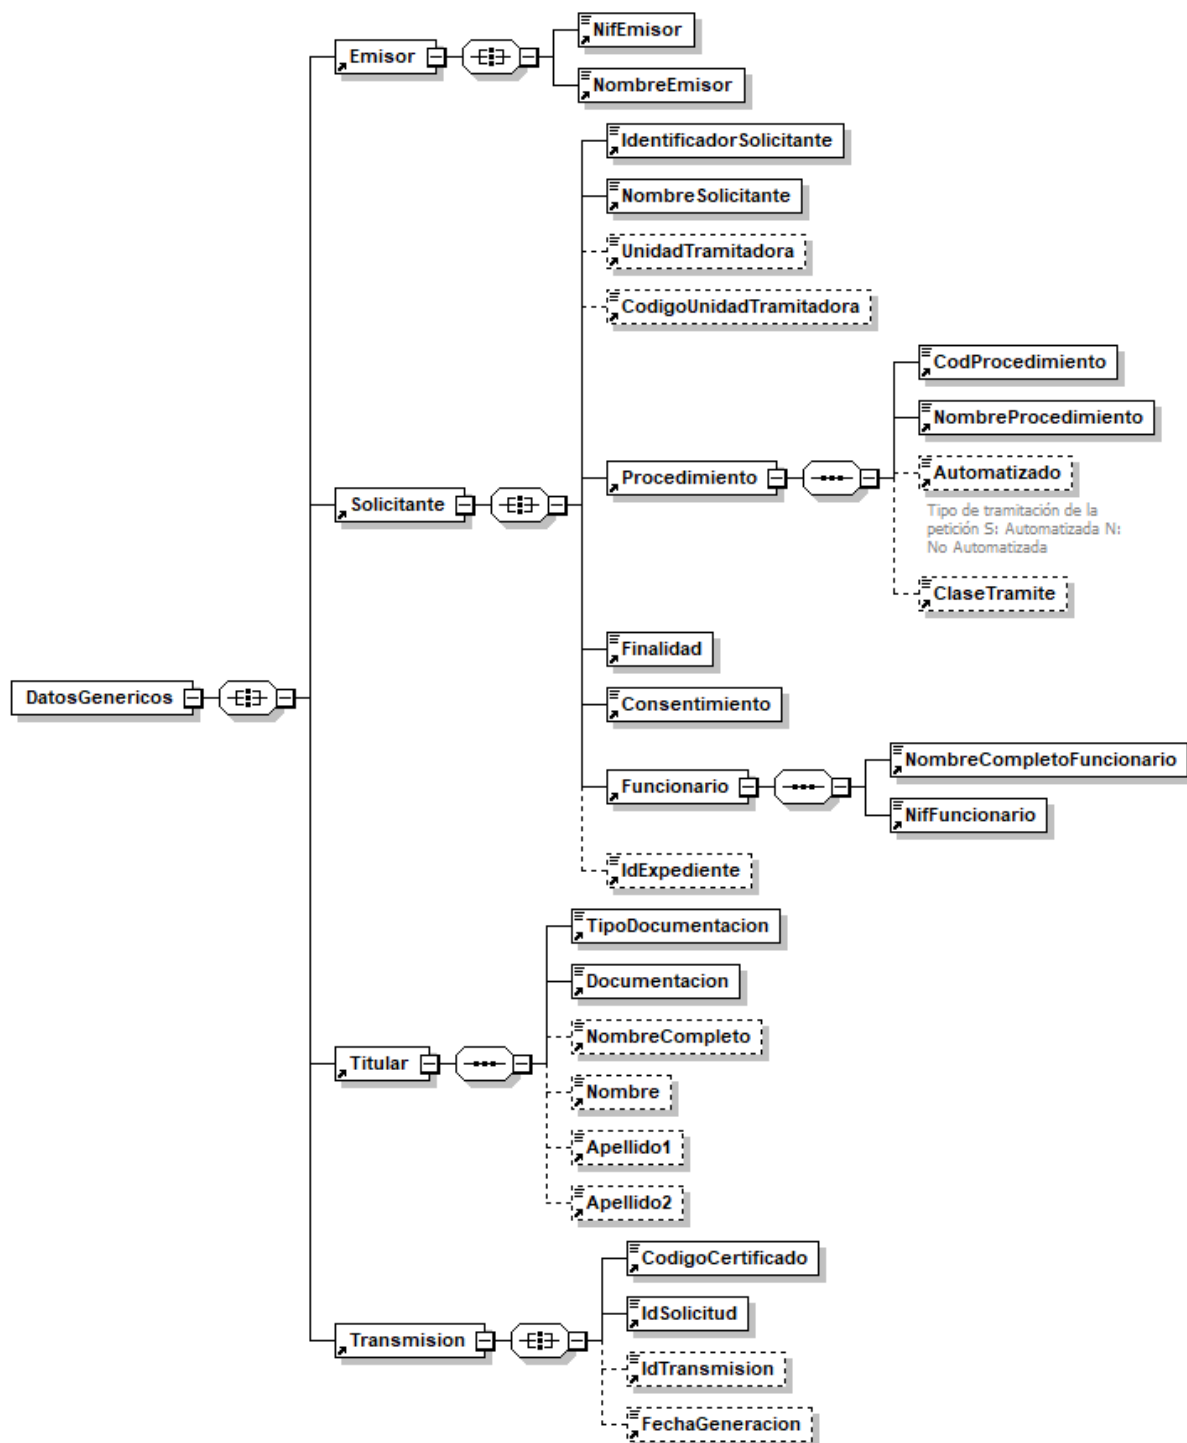 NifEmisor
Emisor
NombreEmisor
IdentificadorSolicitante
NombreSolicitante
UnidadTramitadora
CodigoUnidadTramitadora
CodProcedimiento
NombreProcedimiento
Procedimiento
Automatizado
Tipo de tramitación de la
petición S: Automatizada N:
No Automatizada
Solicitante
ClaseTramite
Finalidad
DatosGenericos
Consentimiento
NombreCompletoFuncionario
Funcionario
NifFuncionario
IdExpediente
TipoDocumentacion
Documentacion
NombreCompleto
Titular
Nombre
Apellido1
Apellido2
CodigoCertificado
IdSolicitud
Transmision
IdTransmision
FechaGeneracion